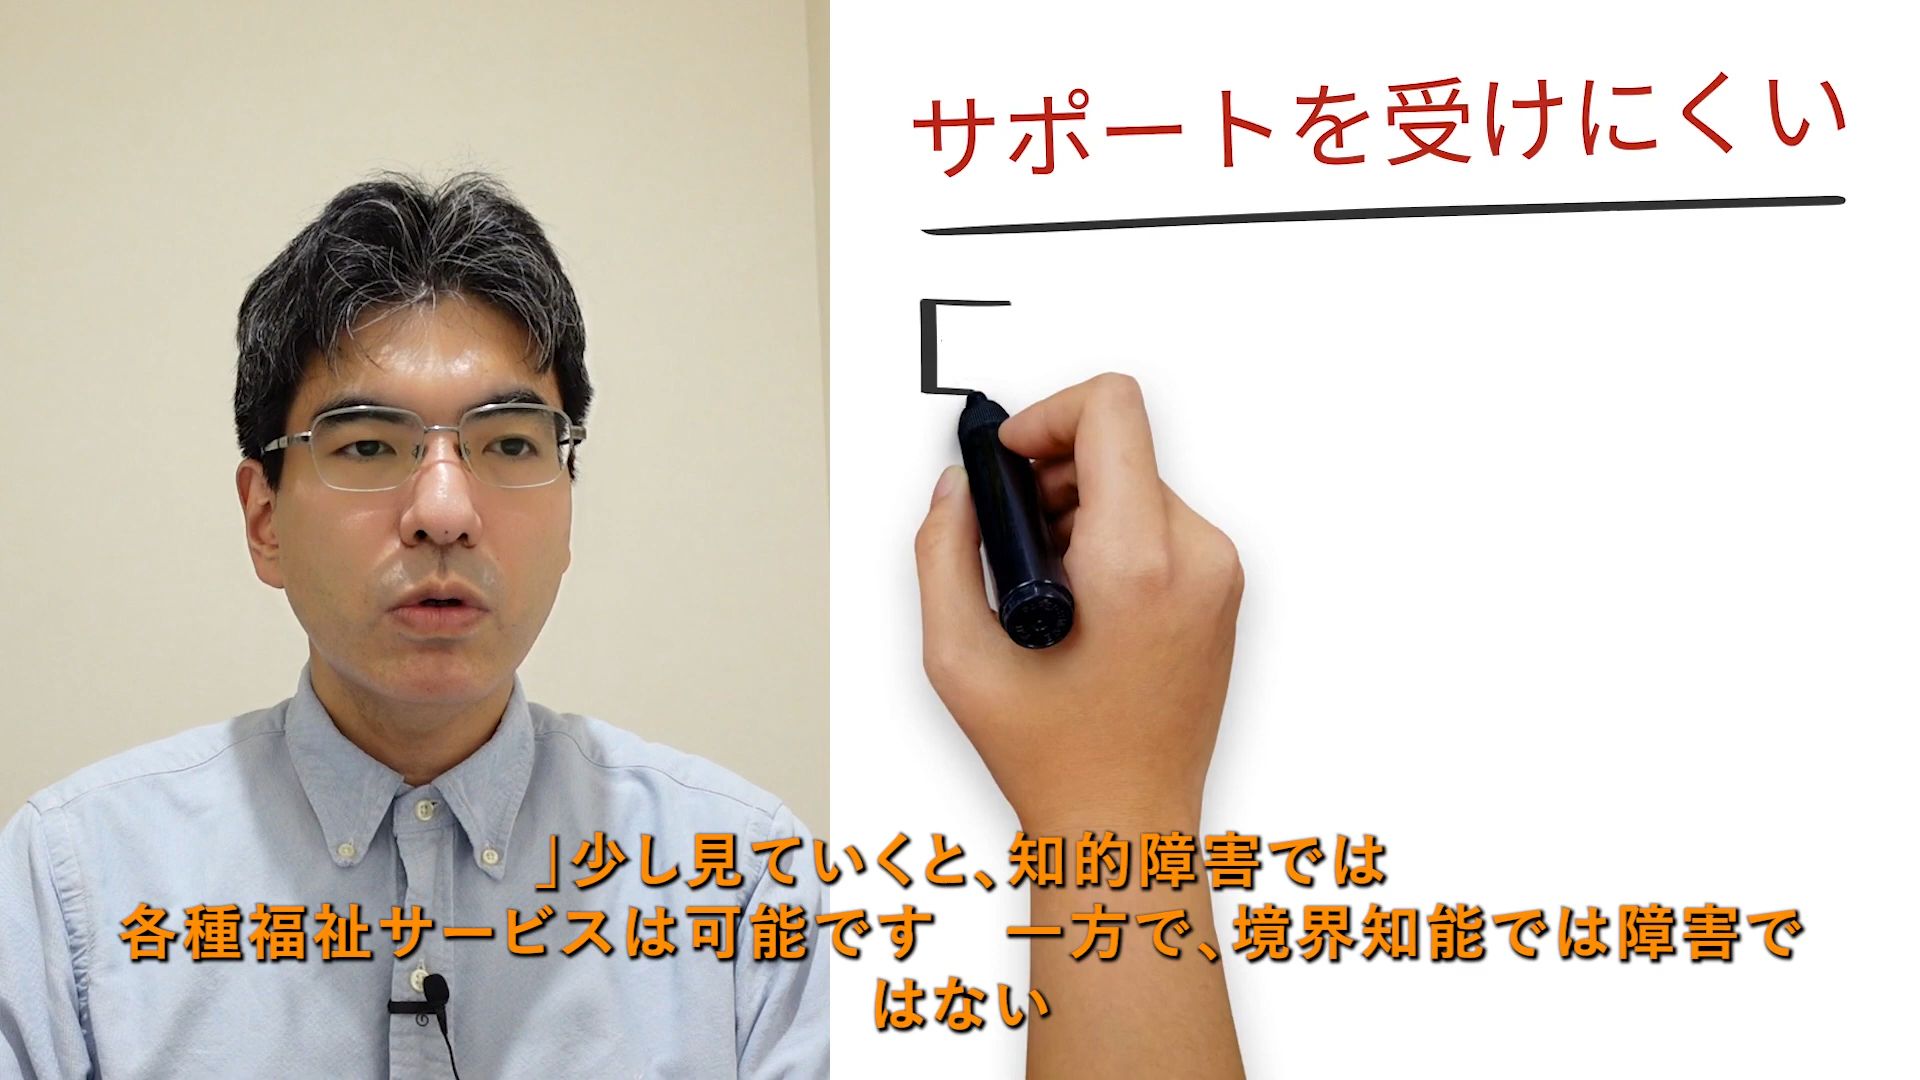 サポートを受けにくい
」少し見ていくと、知的障害では
各種福祉サービスは可能です　一方で、境界知能では障害で
はない